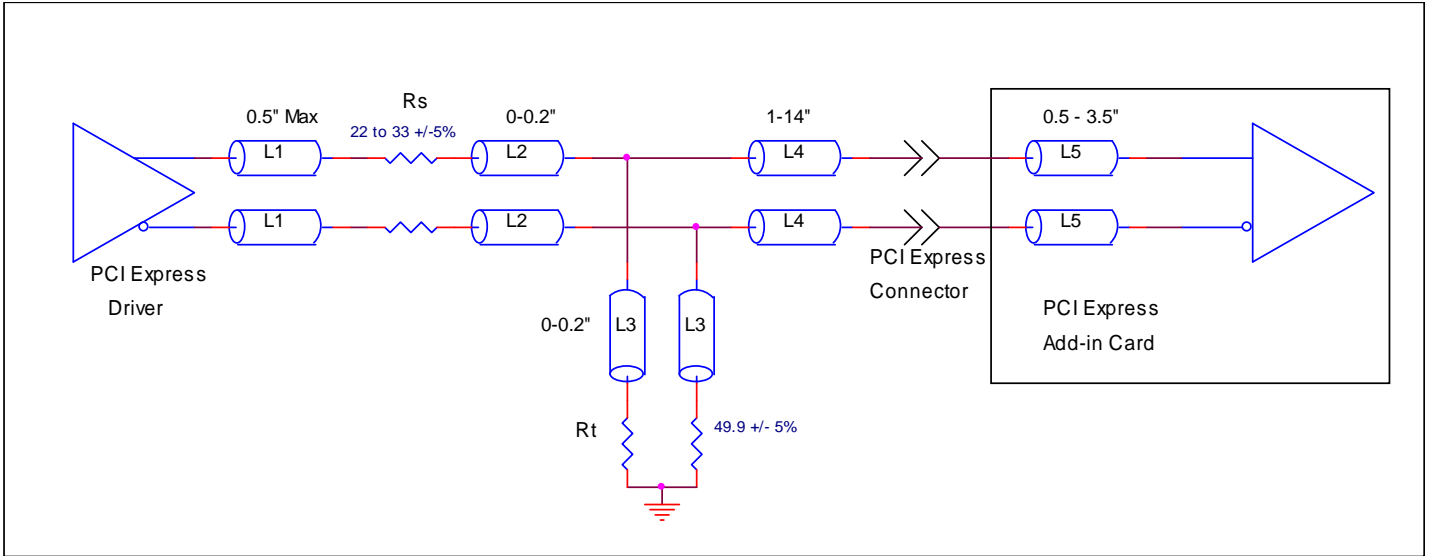 Rs
0.5" Max
22 to 33 +/-5%
0-0.2"
1-14"
0.5 - 3.5"
L1
L2
L4
L5
L1
L2
L4
L5
PCI Express
Driver
PCI Express
Connector
0-0.2"
L3
L3
PCI Express
Add-in Card
Rt
49.9 +/- 5%